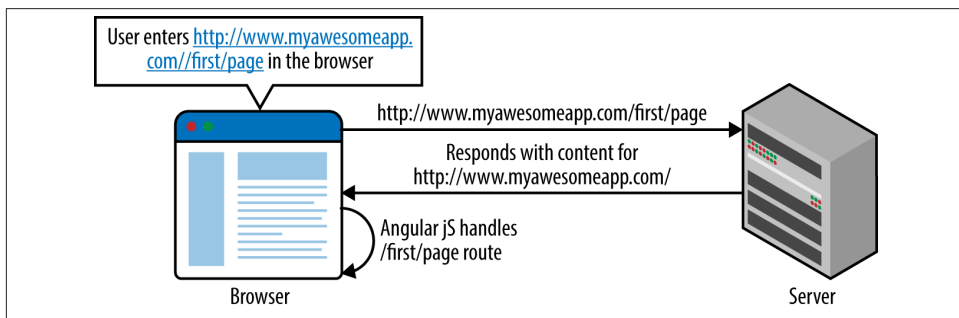 User enters http://www.myawesomeapp.
com//first/page in the browser
http://www.myawesomeapp.com/first/page
Responds with content for
http://www.myawesomeapp.com/
Angular jS handles
/first/page route
Browser
Server